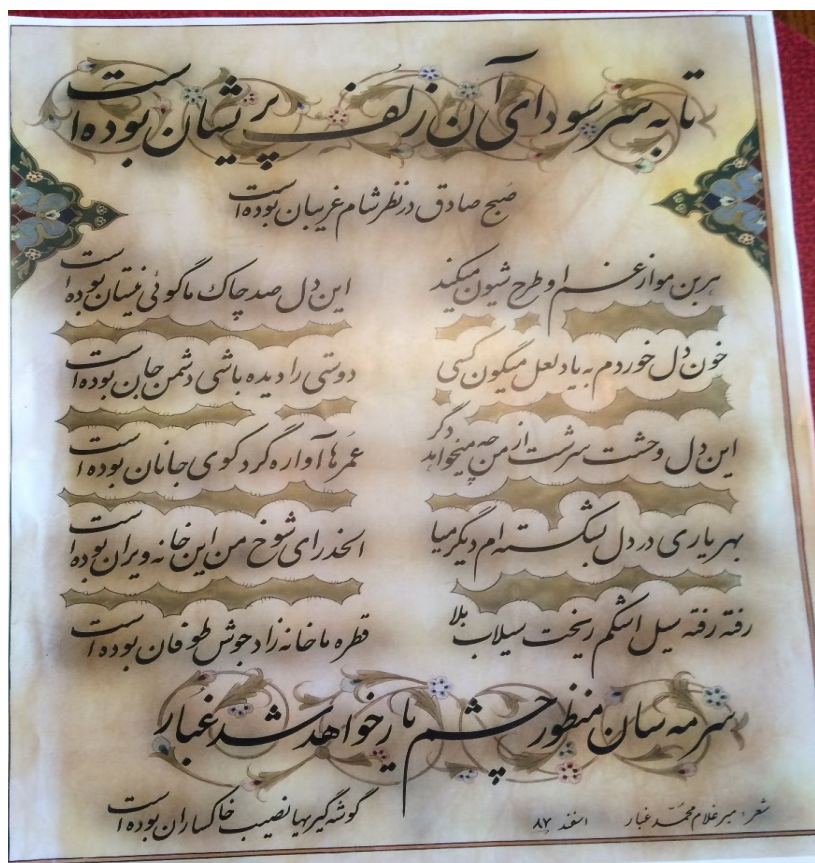 تا به سر سودای آن زلف پریشان بوده است
صبح صادق در نظر شام غریبان بوده است
هر بن مو از غم او طرح شیون میکند
این دل صد چاک ما گوئی نیستان بوده است
خون دل خوردم به یاد لعل میگون کسی
دوستی را دیده باشی دشمن جان بوده است
این دل وحشت سرشت از من چه میخواهد دگر
عمرها آواره گرد کوی جانان بوده است
بهر یاری در دل بشکسته ام دیگر میا
الحذر ای شوخ من این خانه ویران بوده است
رفته رفته سیل اشکم ریخت سیلاب بلا
قطره ما خانه زاد جوش طوفان بوده است
سرمه سان منظور چشم یار خواهد شد غبار
گوشه گیریها نصیب خاکساران بوده است
شعر: میر غلام محمد غبار اسفند ۸۷